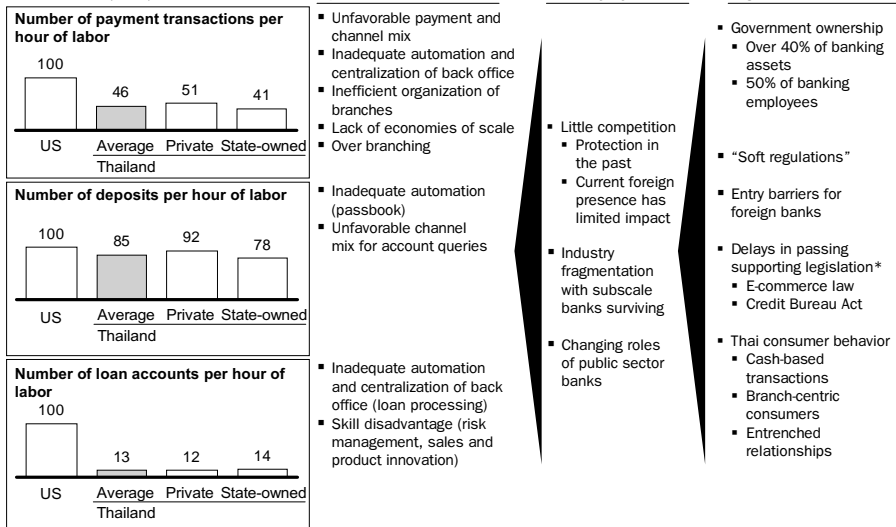 Number of payment transactions per
hour of labor
100
46
51
41
US
Average
Private
State-owned
Thailand
Unfavorable payment and
channel mix
Inadequate automation and
centralization of back office
Inefficient organization of
branches
Lack of economies of scale
Over branching
Number of deposits per hour of labor
100
85
92
78
US
Average
Private
State-owned
Thailand
Inadequate automation
(passbook)
Unfavorable channel
mix for account queries
Number of loan accounts per hour of
labor
100
13
12
14
US
Average
Private
State-owned
Thailand
Inadequate automation
and centralization of back
office (loan processing)
Skill disadvantage (risk
management, sales and
product innovation)
Little competition
Protection in
the past
Current foreign
presence has
limited impact
Industry
fragmentation
with subscale
banks surviving
Changing roles
of public sector
banks
Government ownership
Over 40% of banking
assets
50% of banking
employees
“Soft regulations”
Entry barriers for
foreign banks
Delays in passing
supporting legislation*
E-commerce law
Credit Bureau Act
Thai consumer behavior
Cash-based
transactions
Branch-centric
consumers
Entrenched
relationships